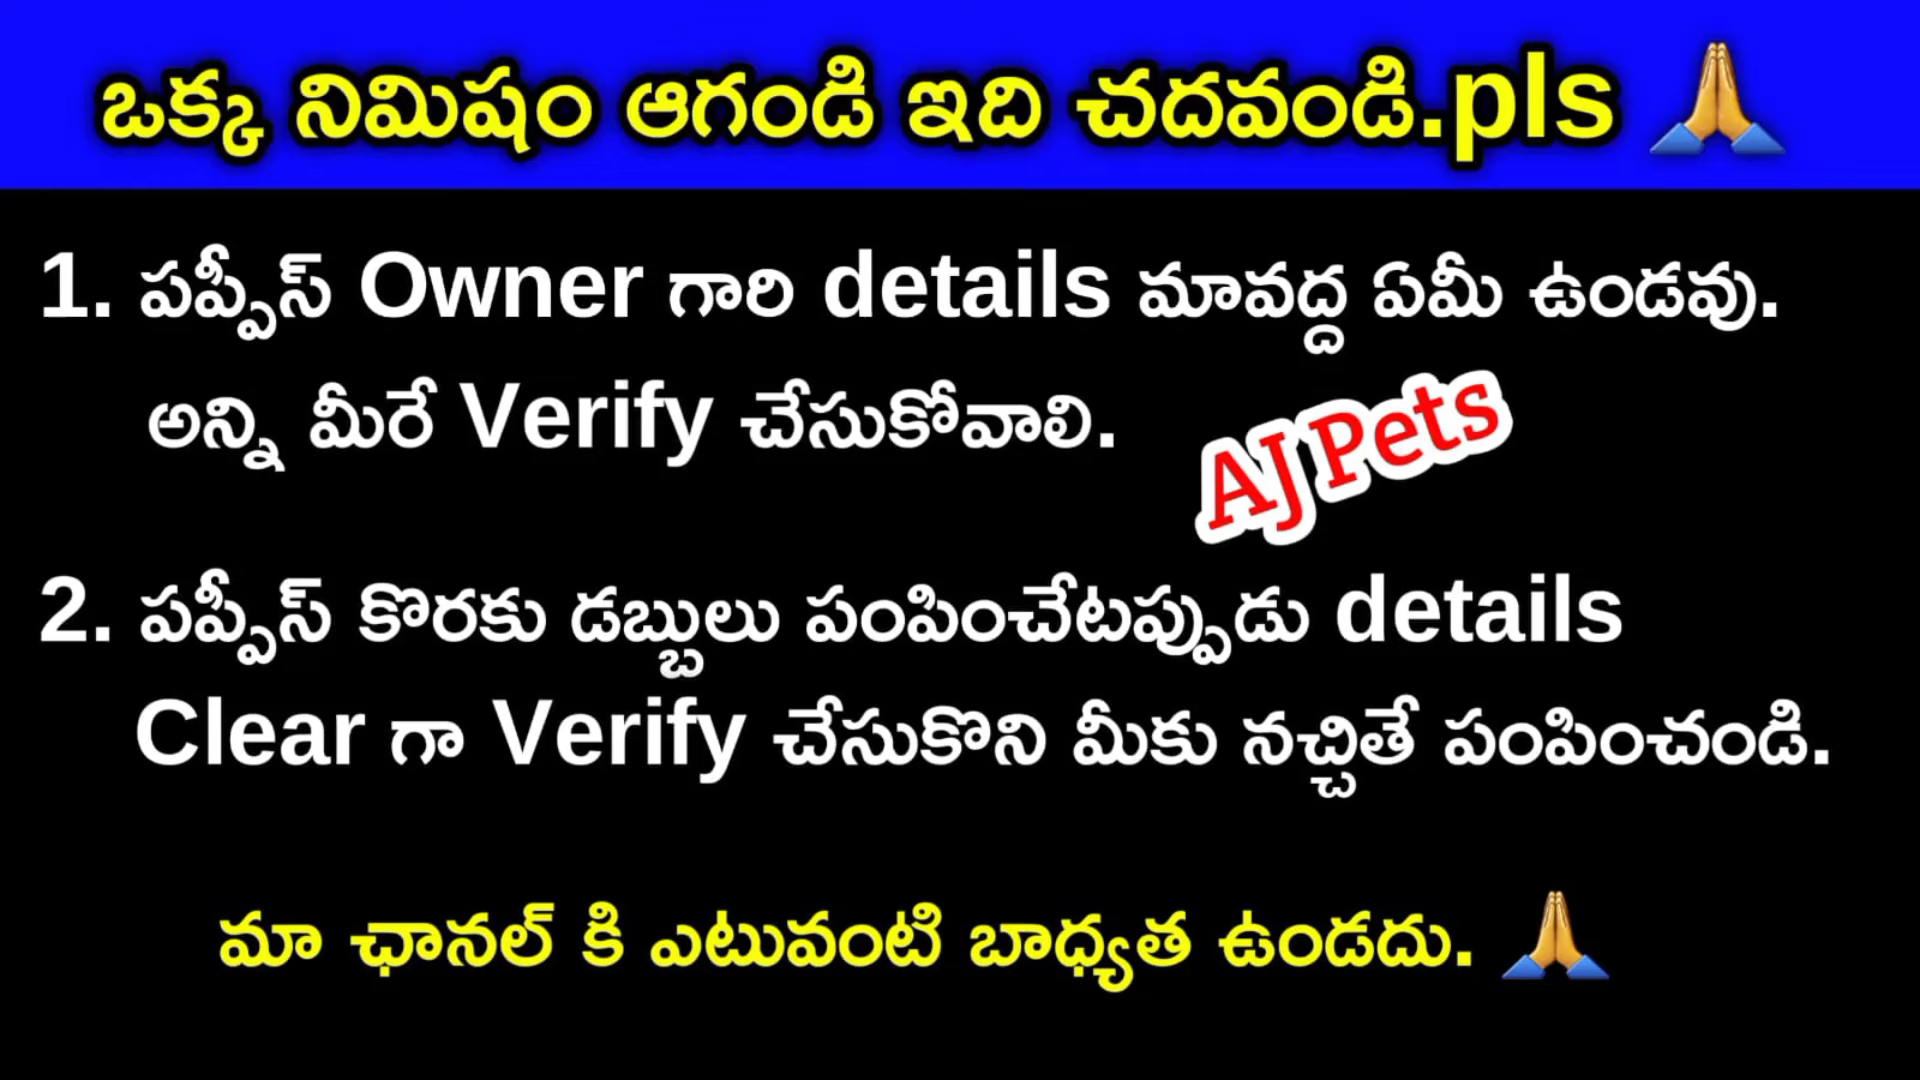 ఒక్క నిమిషం ఆగండి ఇది చదవండి.pls 🙏
1. పప్పీస్ Owner గారి details మావద్ద ఏమీ ఉండవు.
అన్ని మీరే Verify చేసుకోవాలి.
AJ Pets
2. పప్పీస్ కొరకు డబ్బులు పంపించేటప్పుడు details
Clear గా Verify చేసుకొని మీకు నచ్చితే పంపించండి.
మా ఛానల్ కి ఎటువంటి బాధ్యత ఉండదు. 🙏